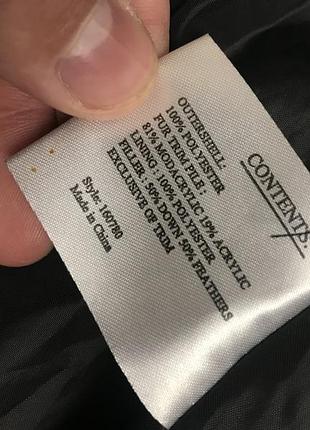 CONTENTS:
OUTERSHELL:
100% POLYESTER
FUR TRIM PILE :
81% MODACRYLIC 19% ACRYLIC
LINING : 100% POLYESTER
FILLER : 50% DOWN 50% FEATHERS
EXCLUSIVE OF TRIM
Style: 160780
Made in China